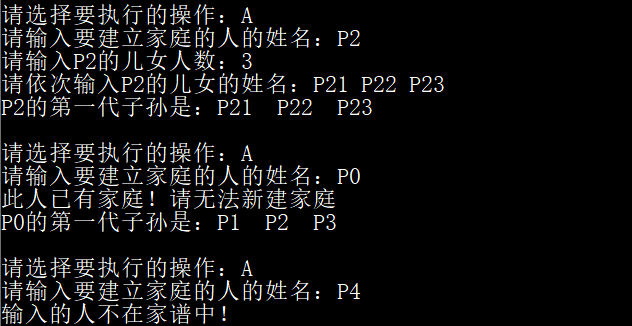 请选择要执行的操作：A
请输入要建立家庭的人的姓名：P2
请输入P2的儿女人数：3
请依次输入P2的儿女的姓名：P21 P22 P23
P2的第一代子孙是：P21  P22  P23
请选择要执行的操作：A
请输入要建立家庭的人的姓名：P0
此人已有家庭！请无法新建家庭
P0的第一代子孙是：P1  P2  P3
请选择要执行的操作：A
请输入要建立家庭的人的姓名：P4
输入的人不在家谱中！